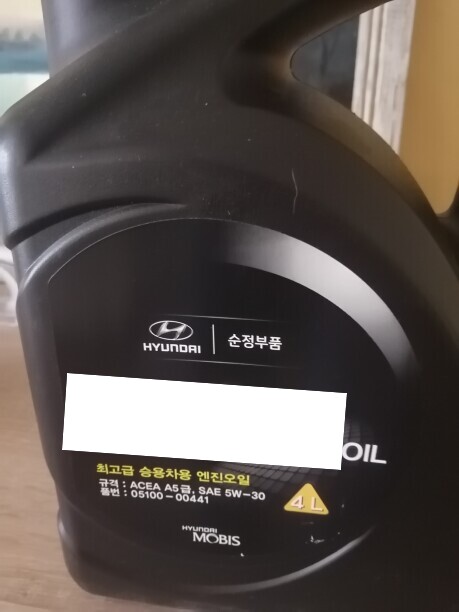 HYUNDAI 순정부품
OIL
최고급 승용차용 엔진오일
규격 : ACEA A5급, SAE 5W-30
품번 : 05100-00441
4 L
HYUNDAI
MOBIS